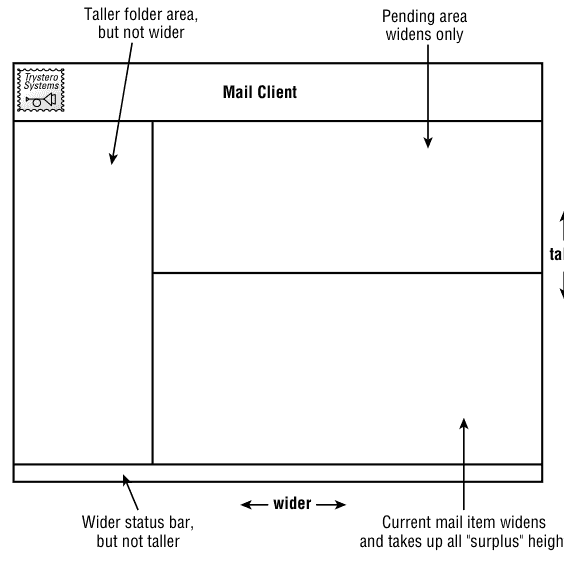 Taller folder area,
but not wider
Pending area
widens only
Trystero
Systems
Mail Client
wider
Wider status bar,
but not taller
Current mail item widens
and takes up all "surplus"